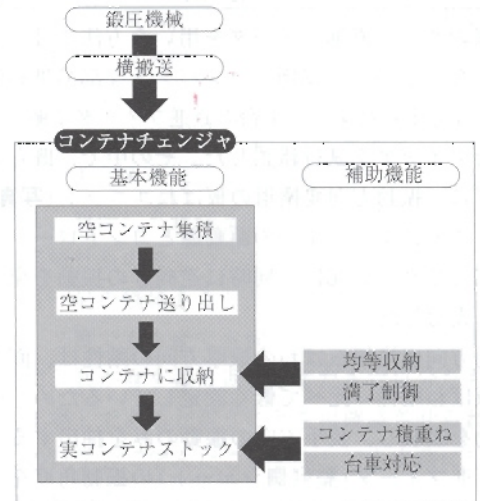 鍛圧機械
横搬送
コンテナチェンジャ
基本機能
補助機能
空コンテナ集積
空コンテナ送り出し
コンテナに収納
均等収納
満了制御
実コンテナストック
コンテナ積重ね
台車対応